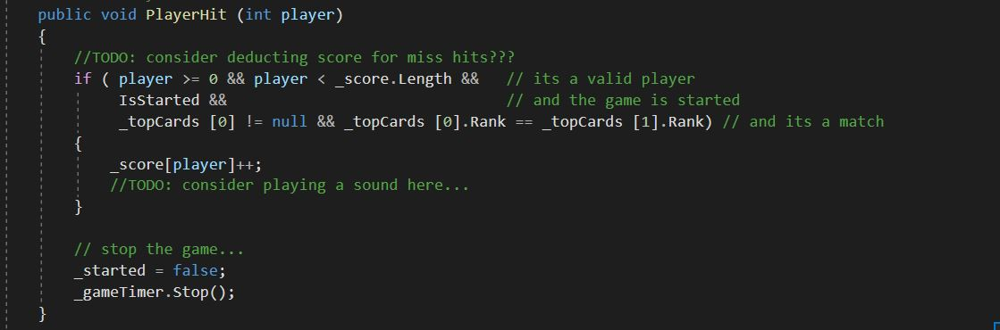 public void PlayerHit (int player)
{
//TODO: consider deducting score for miss hits???
if ( player >= 0 && player < _score.Length && // its a valid player
IsStarted && // and the game is started
_topCards [0] != null && _topCards [0].Rank == _topCards [1].Rank) // and its a match
{
_score[player]++;
//TODO: consider playing a sound here...
}
// stop the game...
_started = false;
_gameTimer.Stop();
}